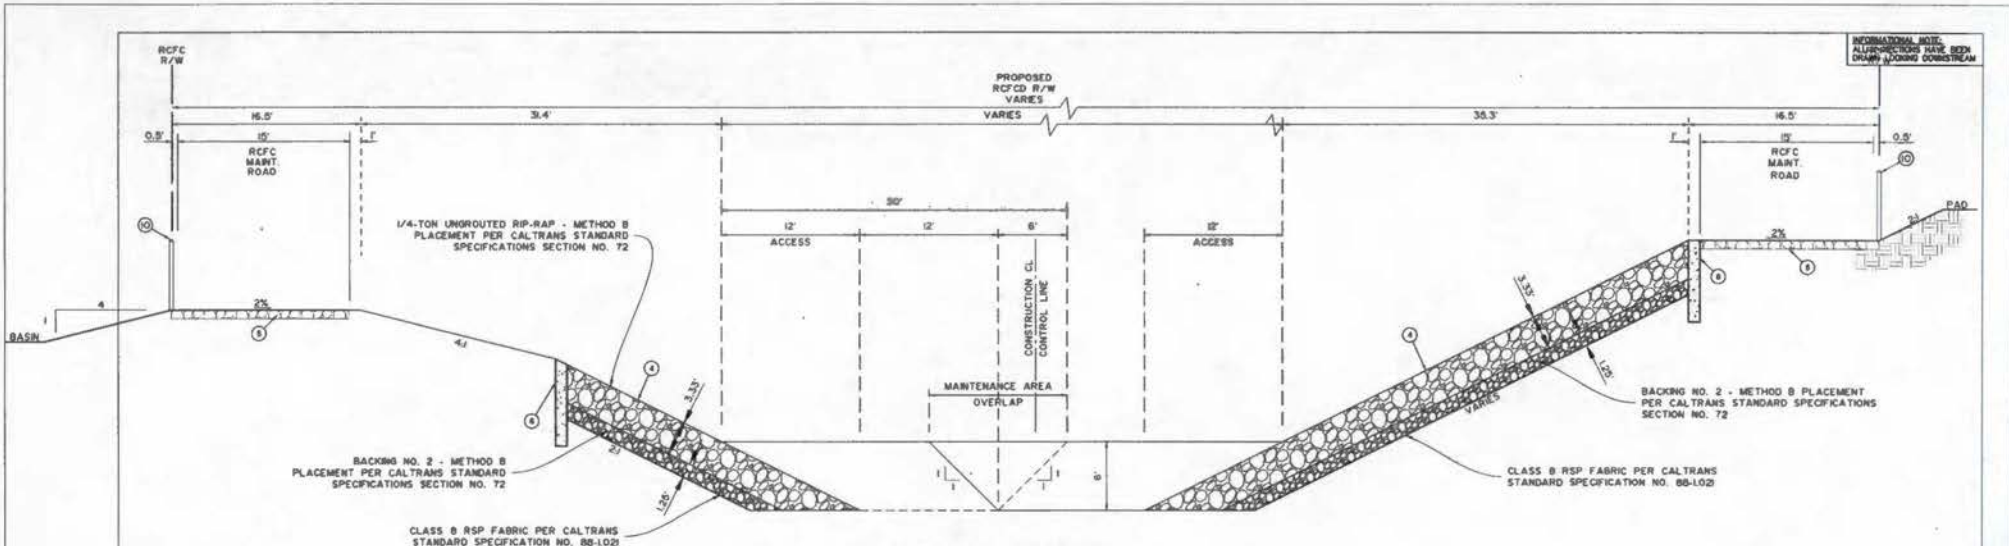 RCFC
R/W
INFORMATIONAL NOTE:
DRAWN LOOKING DOWNSTREAM
PROPOSED
RCFCD R/W
VARIES
16.5'
31.4'
VARIES
35.3'
16.5'
0.5'
15'
1'
RCFC
MAINT.
ROAD
1'
15'
0.5'
RCFC
MAINT.
ROAD
10
10
PAD
2:1
1/4-TON UNGROUTED RIP-RAP - METHOD B
PLACEMENT PER CALTRANS STANDARD
SPECIFICATIONS SECTION NO. 72
30'
12'
12'
6'
12'
ACCESS
ACCESS
CONSTRUCTION CL
CONTROL LINE
2%
5
2%
4
1
BASIN
4:1
4
3.33'
6
MAINTENANCE AREA
OVERLAP
3.33'
4
1.25'
VARIES
BACKING NO. 2 - METHOD B PLACEMENT
PER CALTRANS STANDARD SPECIFICATIONS
SECTION NO. 72
2:1
1.25'
BACKING NO. 2 - METHOD B
PLACEMENT PER CALTRANS STANDARD
SPECIFICATIONS SECTION NO. 72
1
1
1
1
6'
CLASS 8 RSP FABRIC PER CALTRANS
STANDARD SPECIFICATION NO. 88-1.021
CLASS 8 RSP FABRIC PER CALTRANS
STANDARD SPECIFICATION NO. 88-1.021